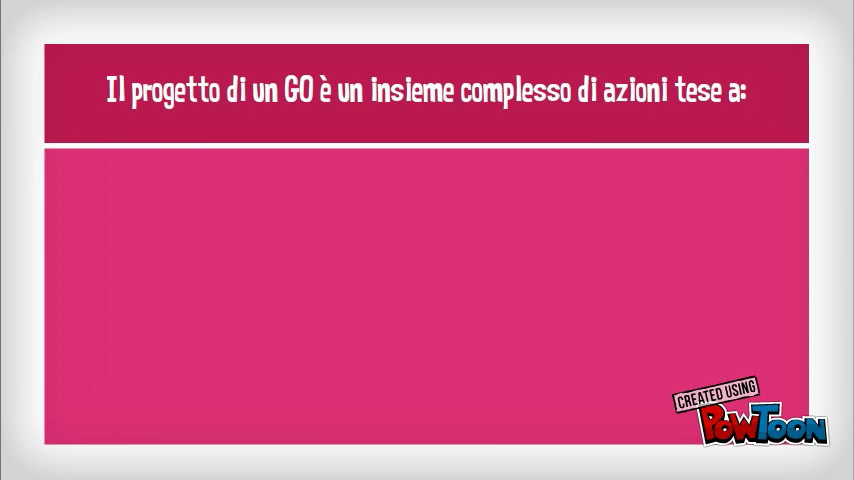 Il progetto di un GO è un insieme complesso di azioni tese a:
CREATED USING
POWTOON